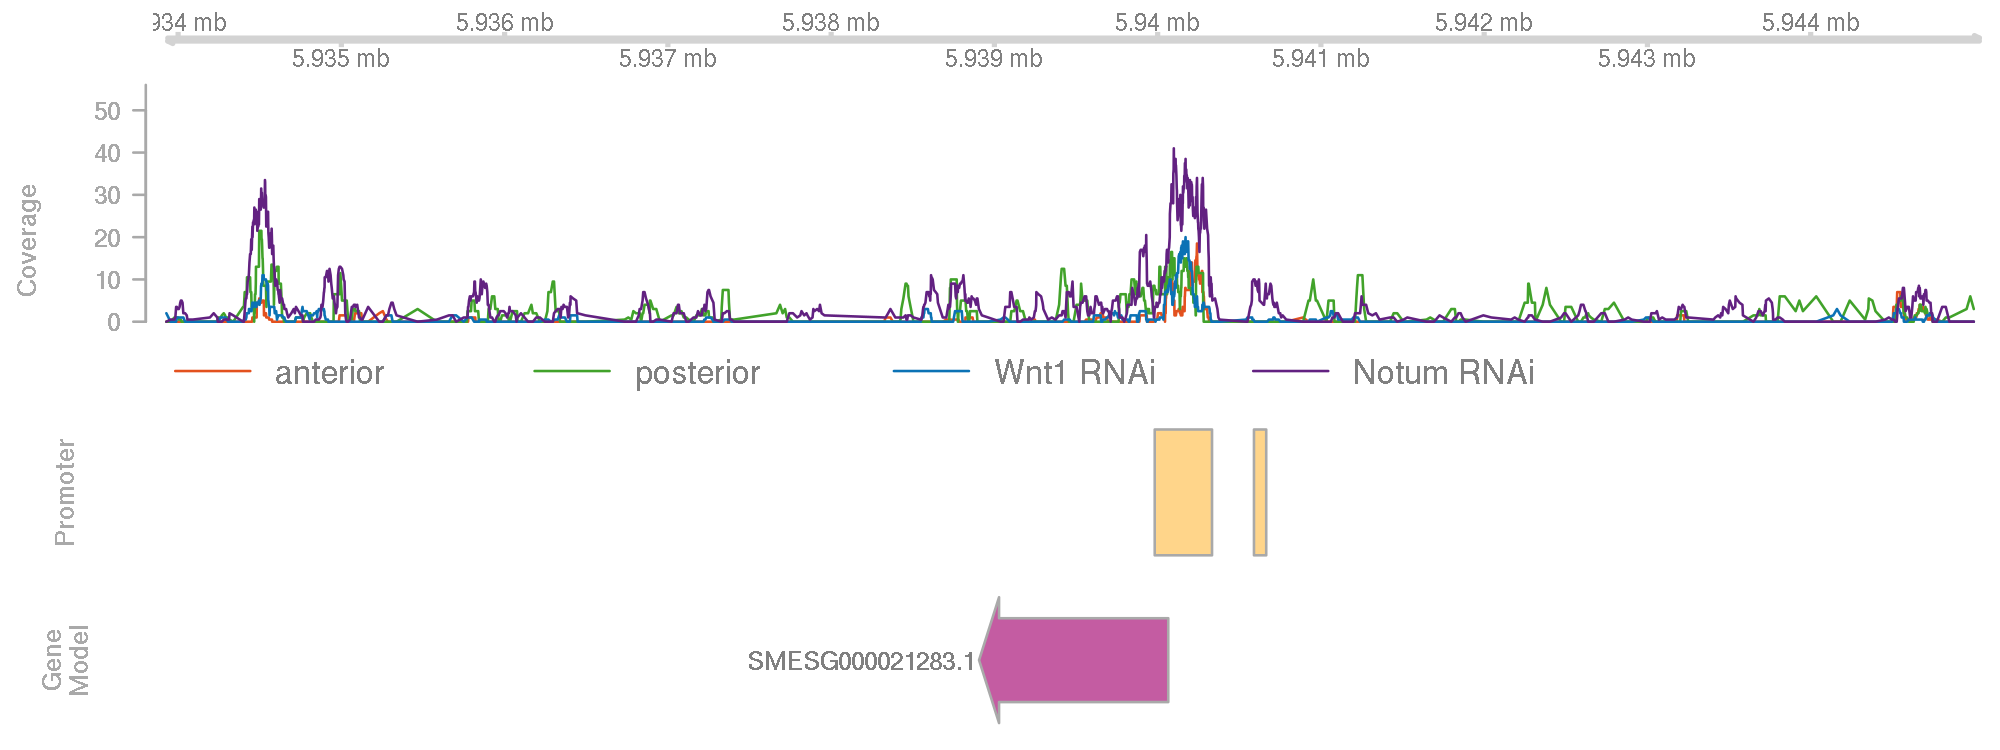 934 mb 5.936 mb 5.938 mb 5.94 mb 5.942 mb 5.944 mb
5.935 mb 5.937 mb 5.939 mb 5.941 mb 5.943 mb
Coverage
50
40
30
20
10
0
anterior posterior Wnt1 RNAi Notum RNAi
Promoter
Gene
Model
SMESG000021283.1